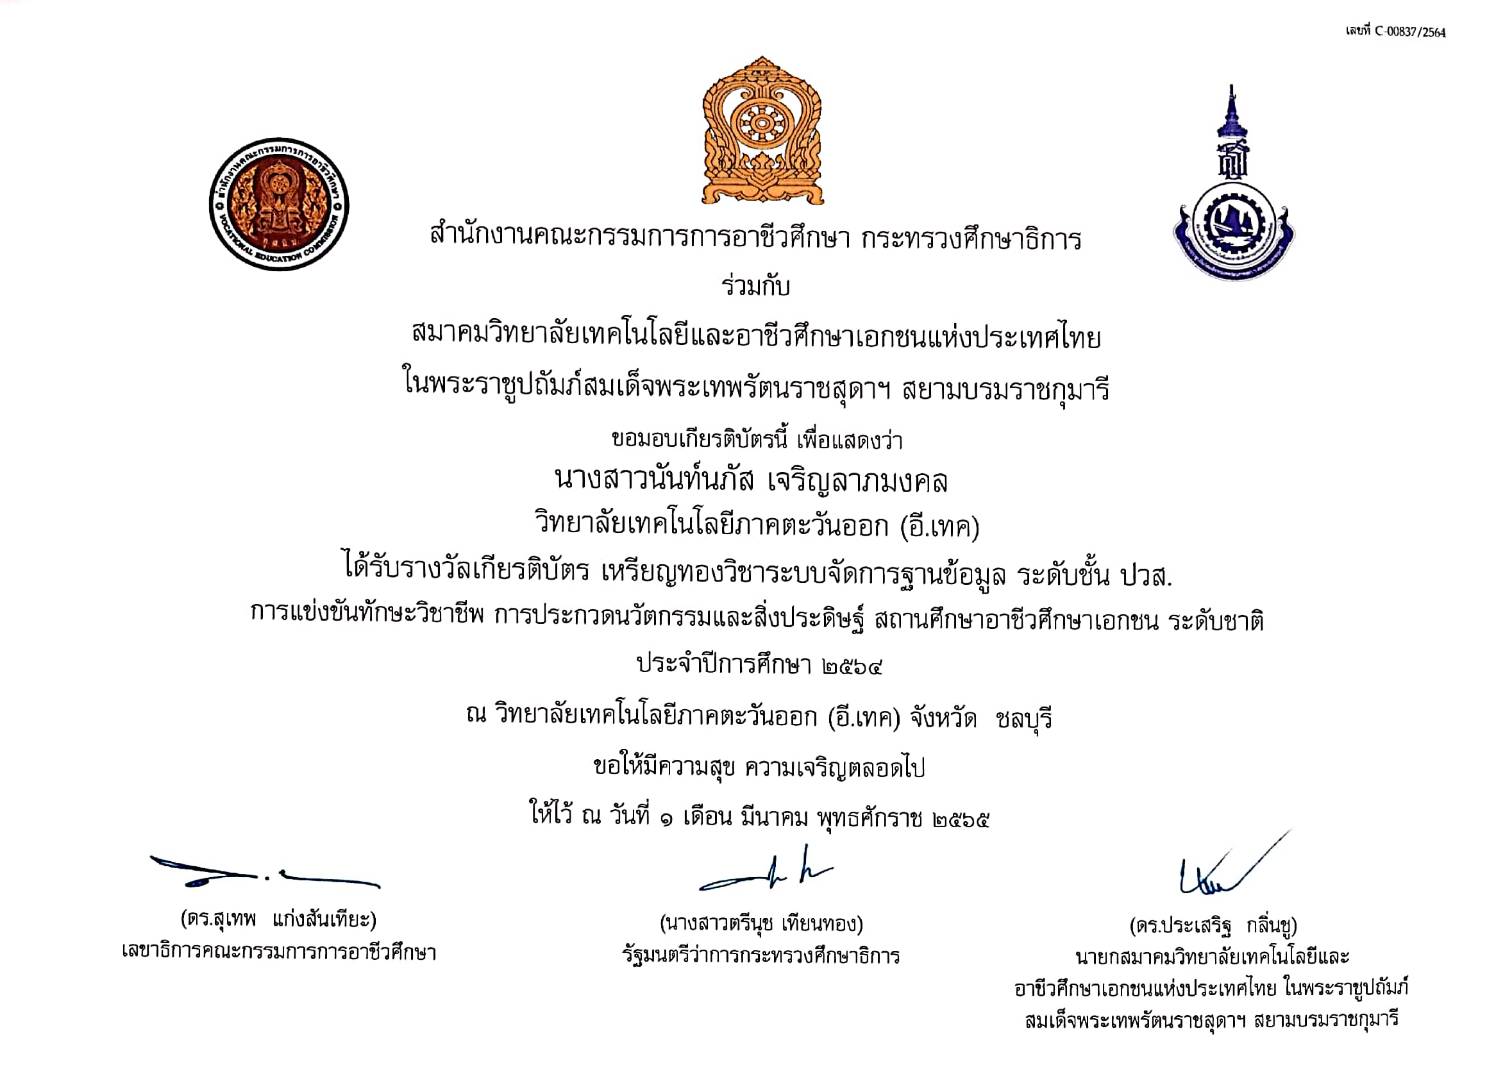 เลขที่ C-00837/2564
สำนักงานคณะกรรมการการอาชีวศึกษา
VOCATIONAL EDUCATION COMMISSION
สำนักงานคณะกรรมการการอาชีวศึกษา กระทรวงศึกษาธิการ
ร่วมกับ
สมาคมวิทยาลัยเทคโนโลยีและอาชีวศึกษาเอกชนแห่งประเทศไทย
ในพระราชูปถัมภ์สมเด็จพระเทพรัตนราชสุดาฯ สยามบรมราชกุมารี
ขอมอบเกียรติบัตรนี้ เพื่อแสดงว่า
นางสาวนันท์นภัส เจริญลาภมงคล
วิทยาลัยเทคโนโลยีภาคตะวันออก (อี.เทค)
ได้รับรางวัลเกียรติบัตร เหรียญทองวิชาระบบจัดการฐานข้อมูล ระดับชั้น ปวส.
การแข่งขันทักษะวิชาชีพ การประกวดนวัตกรรมและสิ่งประดิษฐ์ สถานศึกษาอาชีวศึกษาเอกชน ระดับชาติ
ประจำปีการศึกษา ๒๕๖๔
ณ วิทยาลัยเทคโนโลยีภาคตะวันออก (อี.เทค) จังหวัด ชลบุรี
ขอให้มีความสุข ความเจริญตลอดไป
ให้ไว้ ณ วันที่ ๑ เดือน มีนาคม พุทธศักราช ๒๕๖๕
(ดร.สุเทพ แก่งสันเทียะ)
เลขาธิการคณะกรรมการการอาชีวศึกษา
(นางสาวตรีนุช เทียนทอง)
รัฐมนตรีว่าการกระทรวงศึกษาธิการ
(ดร.ประเสริฐ กลิ่นชู)
นายกสมาคมวิทยาลัยเทคโนโลยีและ
อาชีวศึกษาเอกชนแห่งประเทศไทย ในพระราชูปถัมภ์
สมเด็จพระเทพรัตนราชสุดาฯ สยามบรมราชกุมารี